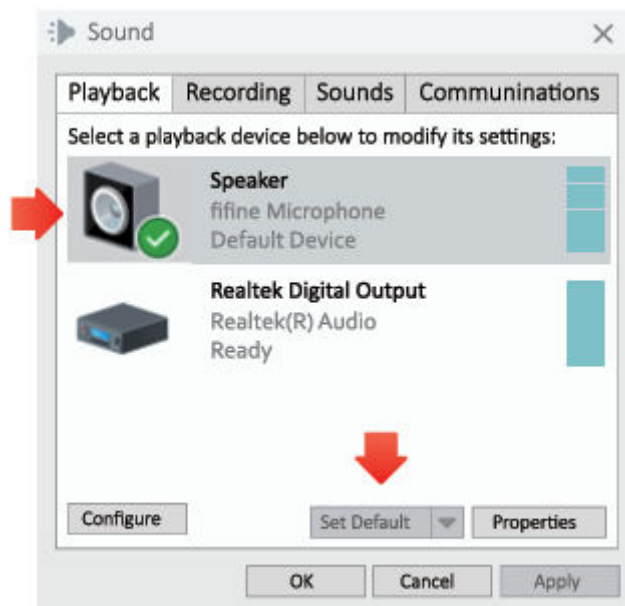 Sound
Playback Recording Sounds Communinations
Select a playback device below to modify its settings:
Speaker
fifine Microphone
Default Device
Realtek Digital Output
Realtek(R) Audio
Ready
Configure Set Default Properties
OK Cancel Apply